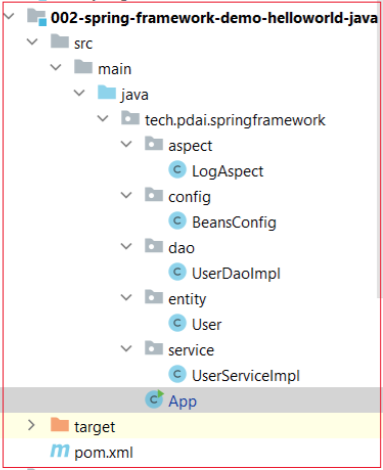 002-spring-framework-demo-helloworld-java
src
main
java
tech.pdai.springframework
aspect
C LogAspect
config
C BeansConfig
dao
C UserDaoImpl
entity
C User
service
C UserServiceImpl
C App
target
m pom.xml